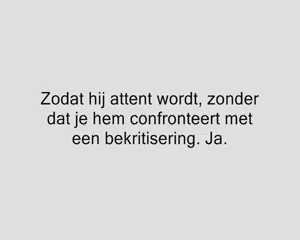 Zodat hij attent wordt, zonder
dat je hem confronteert met
een bekritisering. Ja.